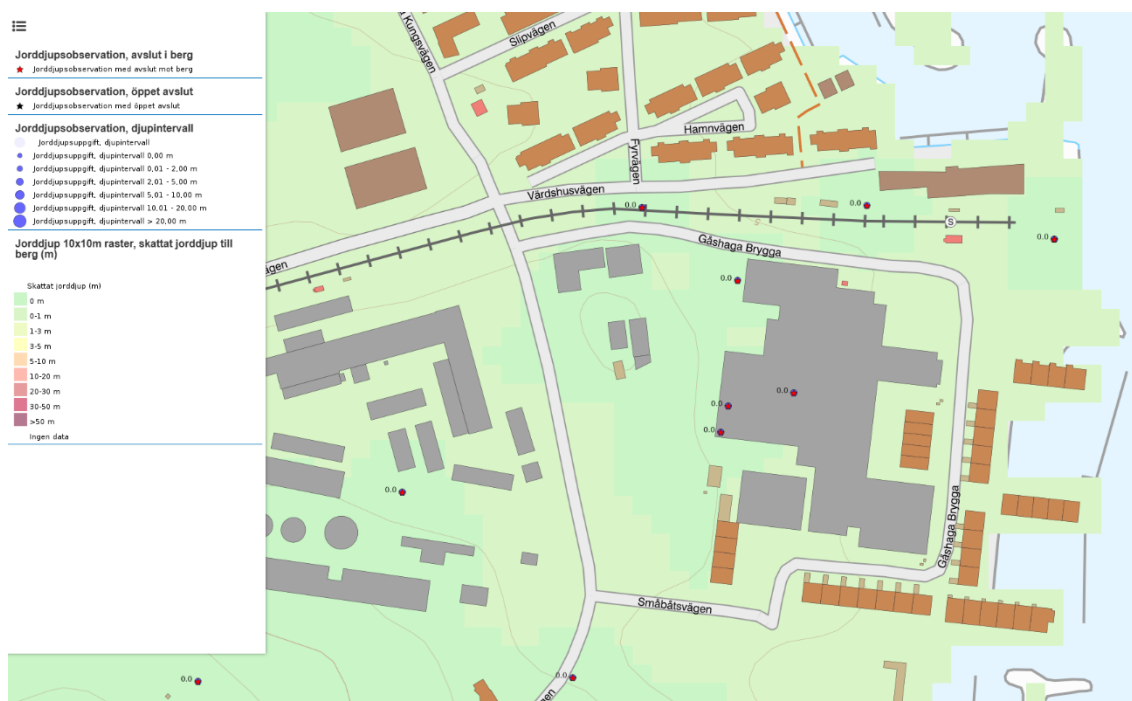 Jorddjupsobservation, avslut i berg
Jorddjupsobservation med avslut mot berg
Jorddjupsobservation, öppet avslut
Jorddjupsobservation med öppet avslut
Jorddjupsobservation, djupintervall
Jorddjupsuppgift, djupintervall
Jorddjupsuppgift, djupintervall 0,00 m
Jorddjupsuppgift, djupintervall 0,01 - 2,00 m
Jorddjupsuppgift, djupintervall 2,01 - 5,00 m
Jorddjupsuppgift, djupintervall 5,01 - 10,00 m
Jorddjupsuppgift, djupintervall 10,01 - 20,00 m
Jorddjupsuppgift, djupintervall > 20,00 m
Jorddjup 10x10m raster, skattat jorddjup till
berg (m)
Skattat jorddjup (m)
0 m
0-1 m
1-3 m
3-5 m
5-10 m
10-20 m
20-30 m
30-50 m
>50 m
Ingen data
Kungsvägen
Slipvägen
Hamnvägen
Fyrvägen
Värdshusvägen
0.0
0.0
S
0.0
Gåshaga Brygga
vägen
0.0
0.0
0.0
0.0
0.0
Gåshaga Brygga
Småbåtsvägen
0.0
0.0